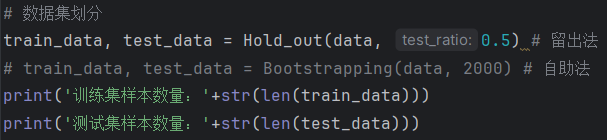 # 数据集划分
train_data, test_data = Hold_out(data, test_ratio: 0.5) # 留出法
# train_data, test_data = Bootstrapping(data, 2000) # 自助法
print('训练集样本数量：'+str(len(train_data)))
print('测试集样本数量：'+str(len(test_data)))